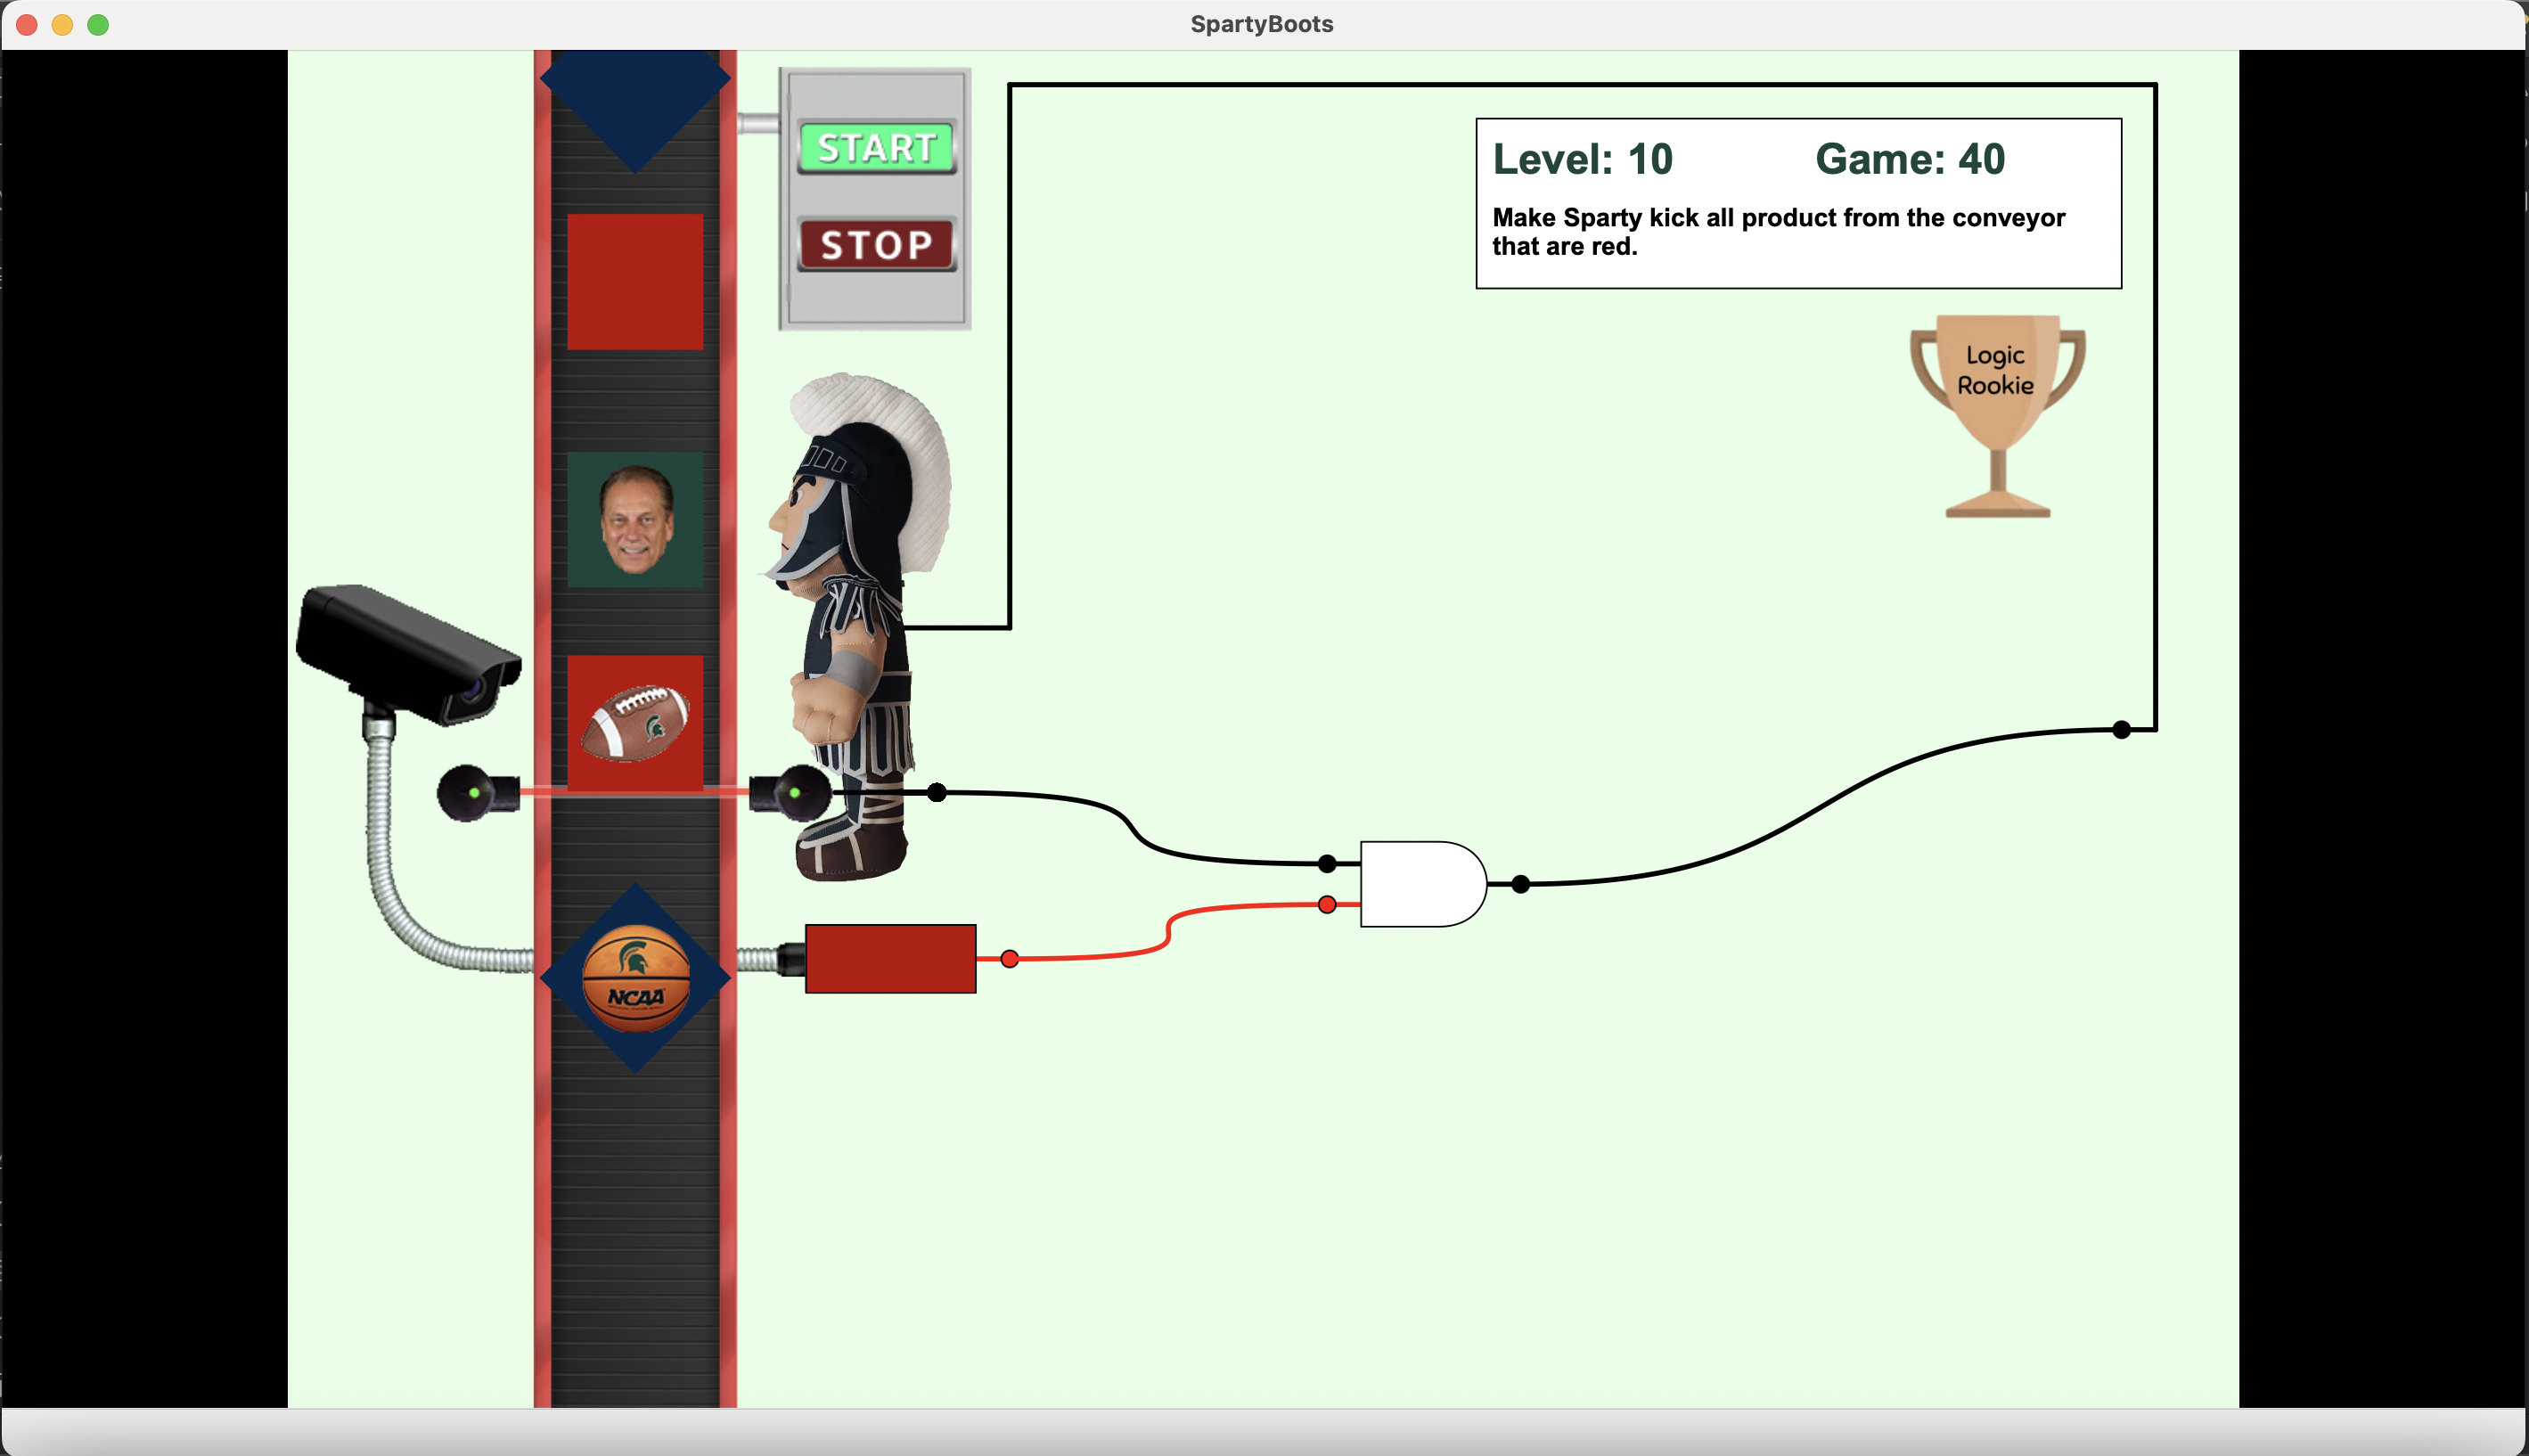 SpartyBoots
START
STOP
Level: 10 Game: 40
Make Sparty kick all product from the conveyor
that are red.
Logic
Rookie
NCAA